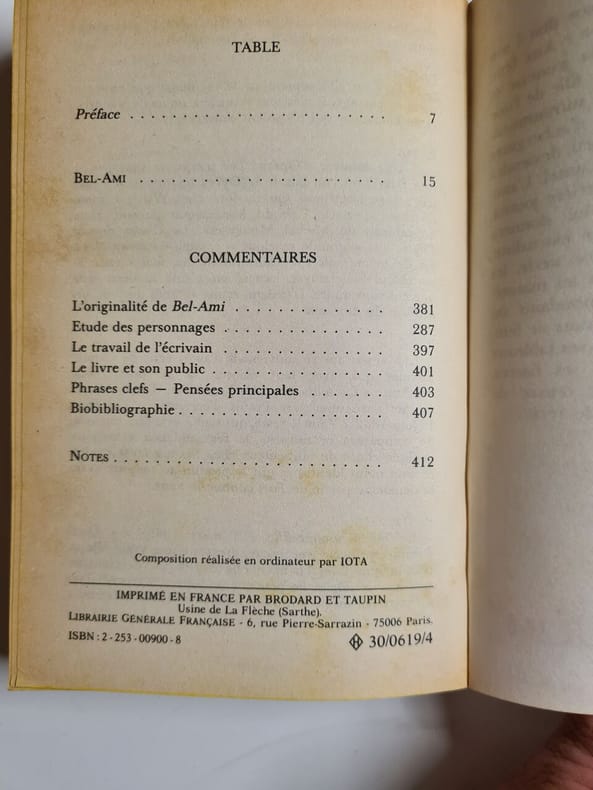 TABLE
Préface . . . . . . . . . . . . . . . . . . . . . . . . 7
BEL-AMI . . . . . . . . . . . . . . . . . . . . . . . 15
COMMENTAIRES
L'originalité de Bel-Ami . . . . . . . . . . . . 381
Etude des personnages . . . . . . . . . . . . . 287
Le travail de l'écrivain . . . . . . . . . . . . . 397
Le livre et son public . . . . . . . . . . . . . . 401
Phrases clefs — Pensées principales . . . . . . . 403
Biobibliographie . . . . . . . . . . . . . . . . 407
NOTES . . . . . . . . . . . . . . . . . . . . . . 412
Composition réalisée en ordinateur par IOTA
IMPRIMÉ EN FRANCE PAR BRODARD ET TAUPIN
Usine de La Flèche (Sarthe).
LIBRAIRIE GÉNÉRALE FRANÇAISE - 6, rue Pierre-Sarrazin - 75006 Paris.
ISBN : 2 - 253 - 00900 - 8
30/0619/4